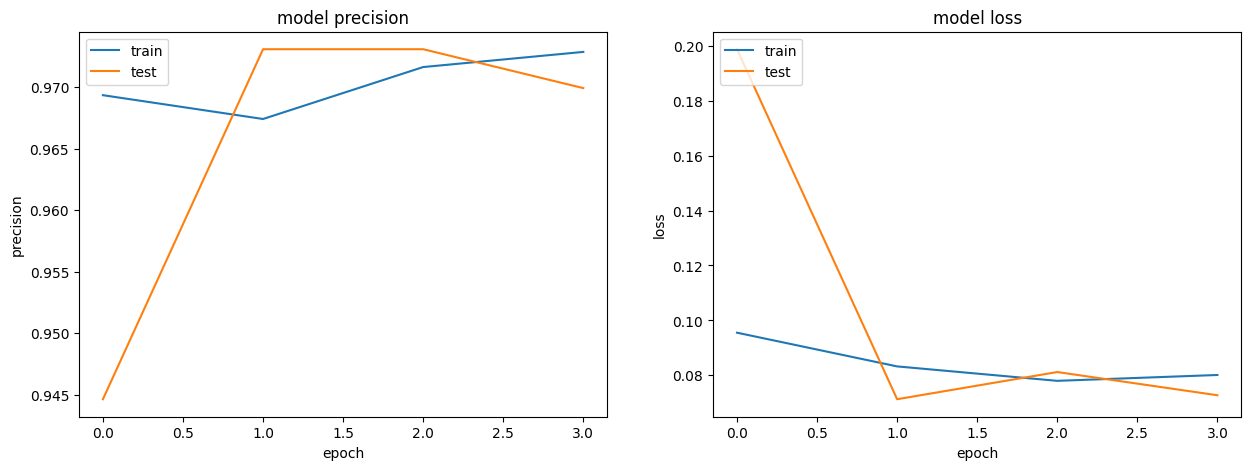 model precision
train
test
0.970
0.965
0.960
0.955
0.950
0.945
precision
0.0 0.5 1.0 1.5 2.0 2.5 3.0
epoch
model loss
train
test
0.20
0.18
0.16
0.14
0.12
0.10
0.08
loss
0.0 0.5 1.0 1.5 2.0 2.5 3.0
epoch